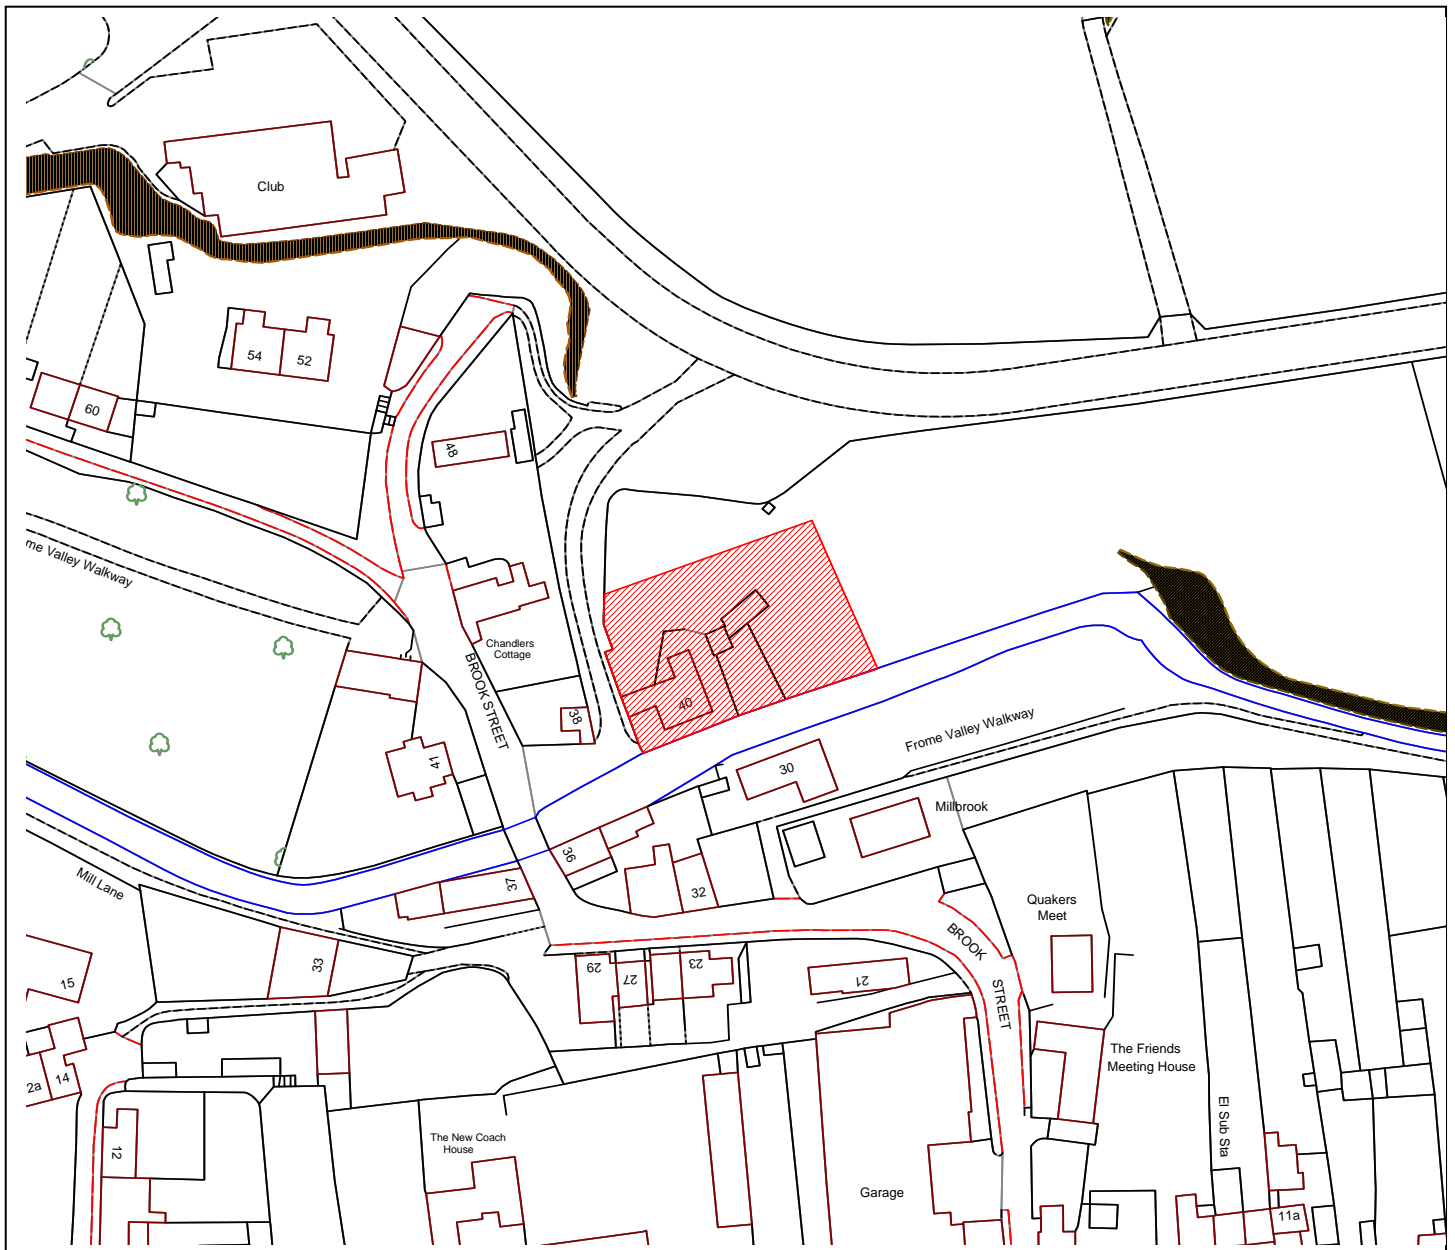 Club
54
52
60
48
me Valley Walkway
Chandlers
Cottage
BROOK STREET
40
38
41
Frome Valley Walkway
30
Millbrook
36
Mill Lane
37
32
Quakers
Meet
BROOK
STREET
15
33
29
27
23
21
2a
14
The Friends
Meeting House
12
The New Coach
House
El Sub Sta
Garage
11a